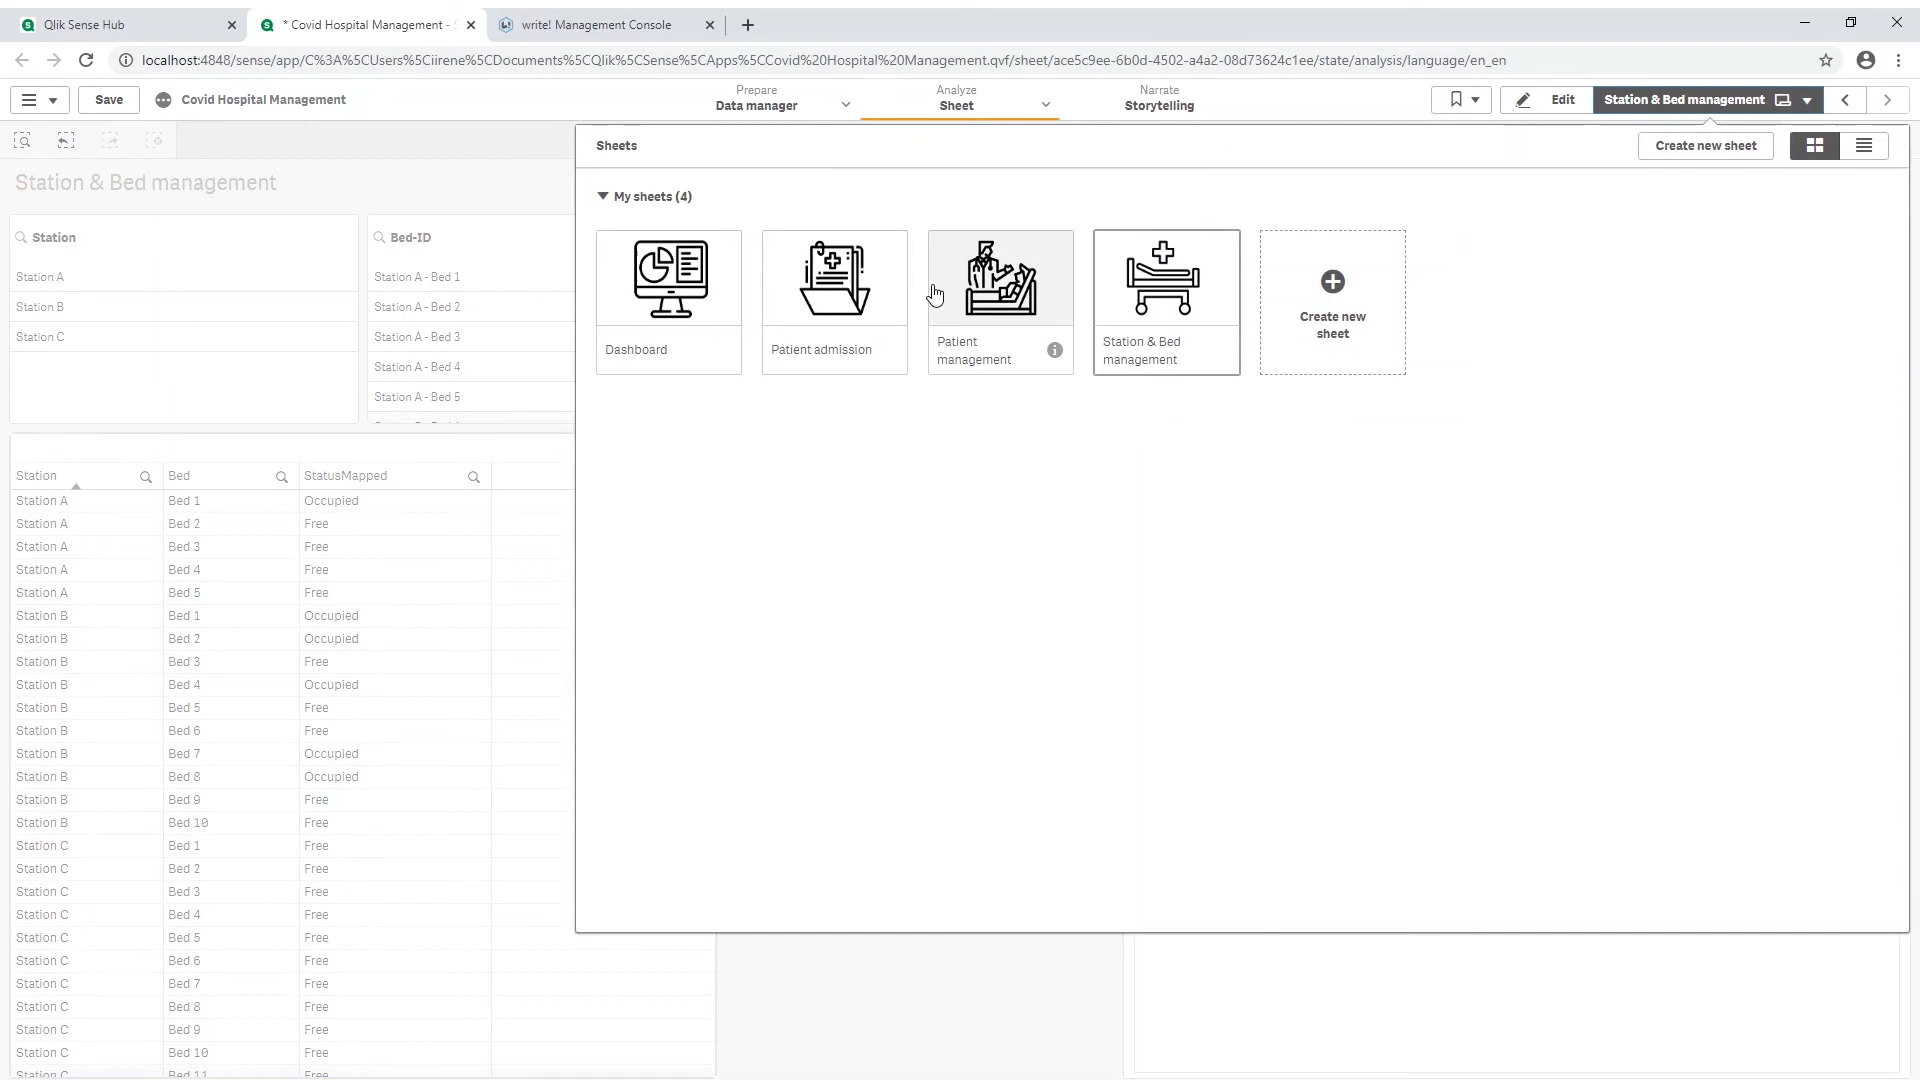 Qlik Sense Hub
* Covid Hospital Management -
write! Management Console
localhost:4848/sense/app/C%3A%5CUsers%5Ciirene%5CDocuments%5CQlik%5CSense%5CApps%5CCovid%20Hospital%20Management.qvf/sheet/ace5c9ee-6b0d-4502-a4a2-08d73624c1ee/state/analysis/language/en_en
Save
Covid Hospital Management
Prepare
Data manager
Analyze
Sheet
Narrate
Storytelling
Edit
Station & Bed management
Sheets
Create new sheet
My sheets (4)
Dashboard
Patient admission
Patient
management
Station & Bed
management
Create new
sheet
Station & Bed management
Station
Station A
Station B
Station C
Bed-ID
Station A - Bed 1
Station A - Bed 2
Station A - Bed 3
Station A - Bed 4
Station A - Bed 5
Station Bed StatusMapped
Station A Bed 1 Occupied
Station A Bed 2 Free
Station A Bed 3 Free
Station A Bed 4 Free
Station A Bed 5 Free
Station B Bed 1 Occupied
Station B Bed 2 Occupied
Station B Bed 3 Free
Station B Bed 4 Occupied
Station B Bed 5 Free
Station B Bed 6 Free
Station B Bed 7 Occupied
Station B Bed 8 Occupied
Station B Bed 9 Free
Station B Bed 10 Free
Station C Bed 1 Free
Station C Bed 2 Free
Station C Bed 3 Free
Station C Bed 4 Free
Station C Bed 5 Free
Station C Bed 6 Free
Station C Bed 7 Free
Station C Bed 8 Free
Station C Bed 9 Free
Station C Bed 10 Free
Station C Bed 11 Free